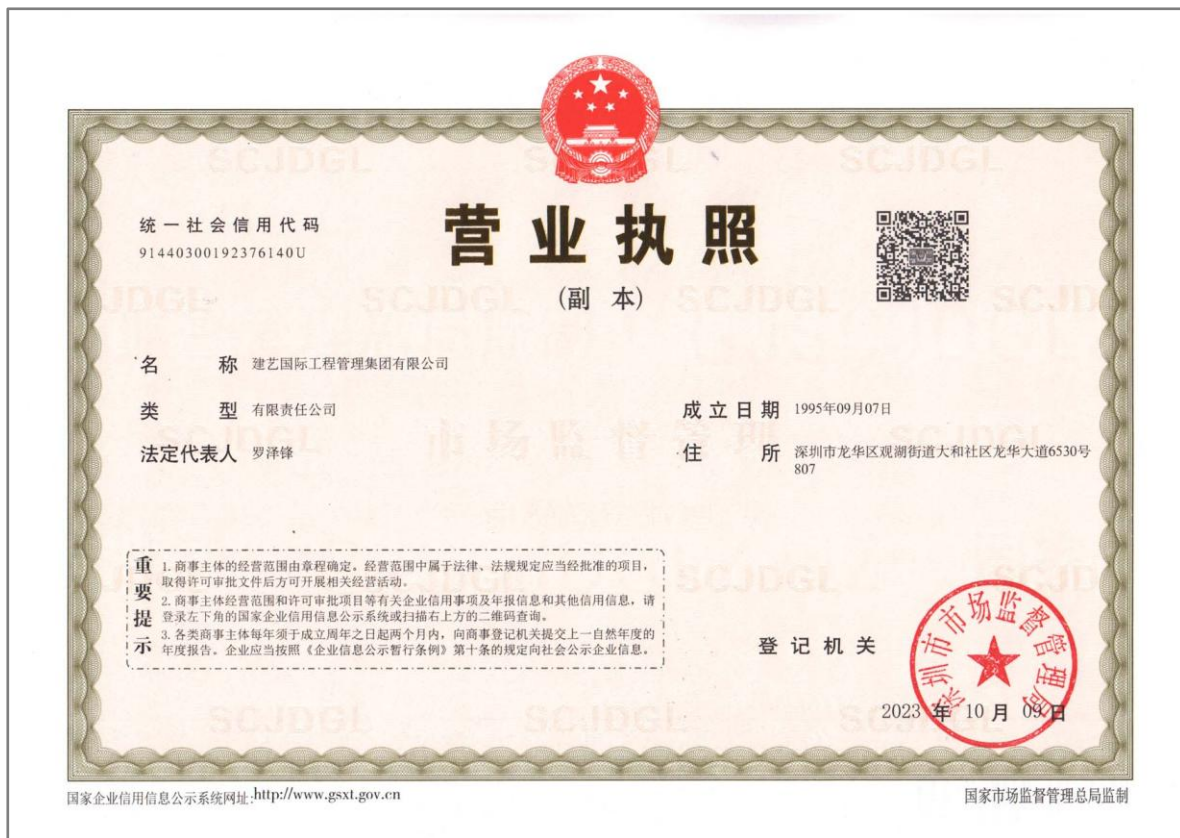 统一社会信用代码
91440300192376140U
营业执照
(副 本)
名 称 建艺国际工程管理集团有限公司
类 型 有限责任公司
成立日期 1995年09月07日
法定代表人 罗泽锋
住 所 深圳市龙华区观湖街道大和社区龙华大道6530号
807
重要提示
1. 商事主体的经营范围由章程确定。经营范围中属于法律、法规规定应当经批准的项目，
取得许可审批文件后方可开展相关经营活动。
2. 商事主体经营范围和许可审批项目等有关企业信用事项及年报信息和其他信用信息，请
登录左下角的国家企业信用信息公示系统或扫描右上方的二维码查询。
3. 各类商事主体每年须于成立周年之日起两个月内，向商事登记机关提交上一自然年度的
年度报告。企业应当按照《企业信息公示暂行条例》第十条的规定向社会公示企业信息。
登记机关
深圳市市场监督管理局
2023 年 10 月 09 日
国家企业信用信息公示系统网址:http://www.gsxt.gov.cn
国家市场监督管理总局监制
SCJDGL
市场监督管理